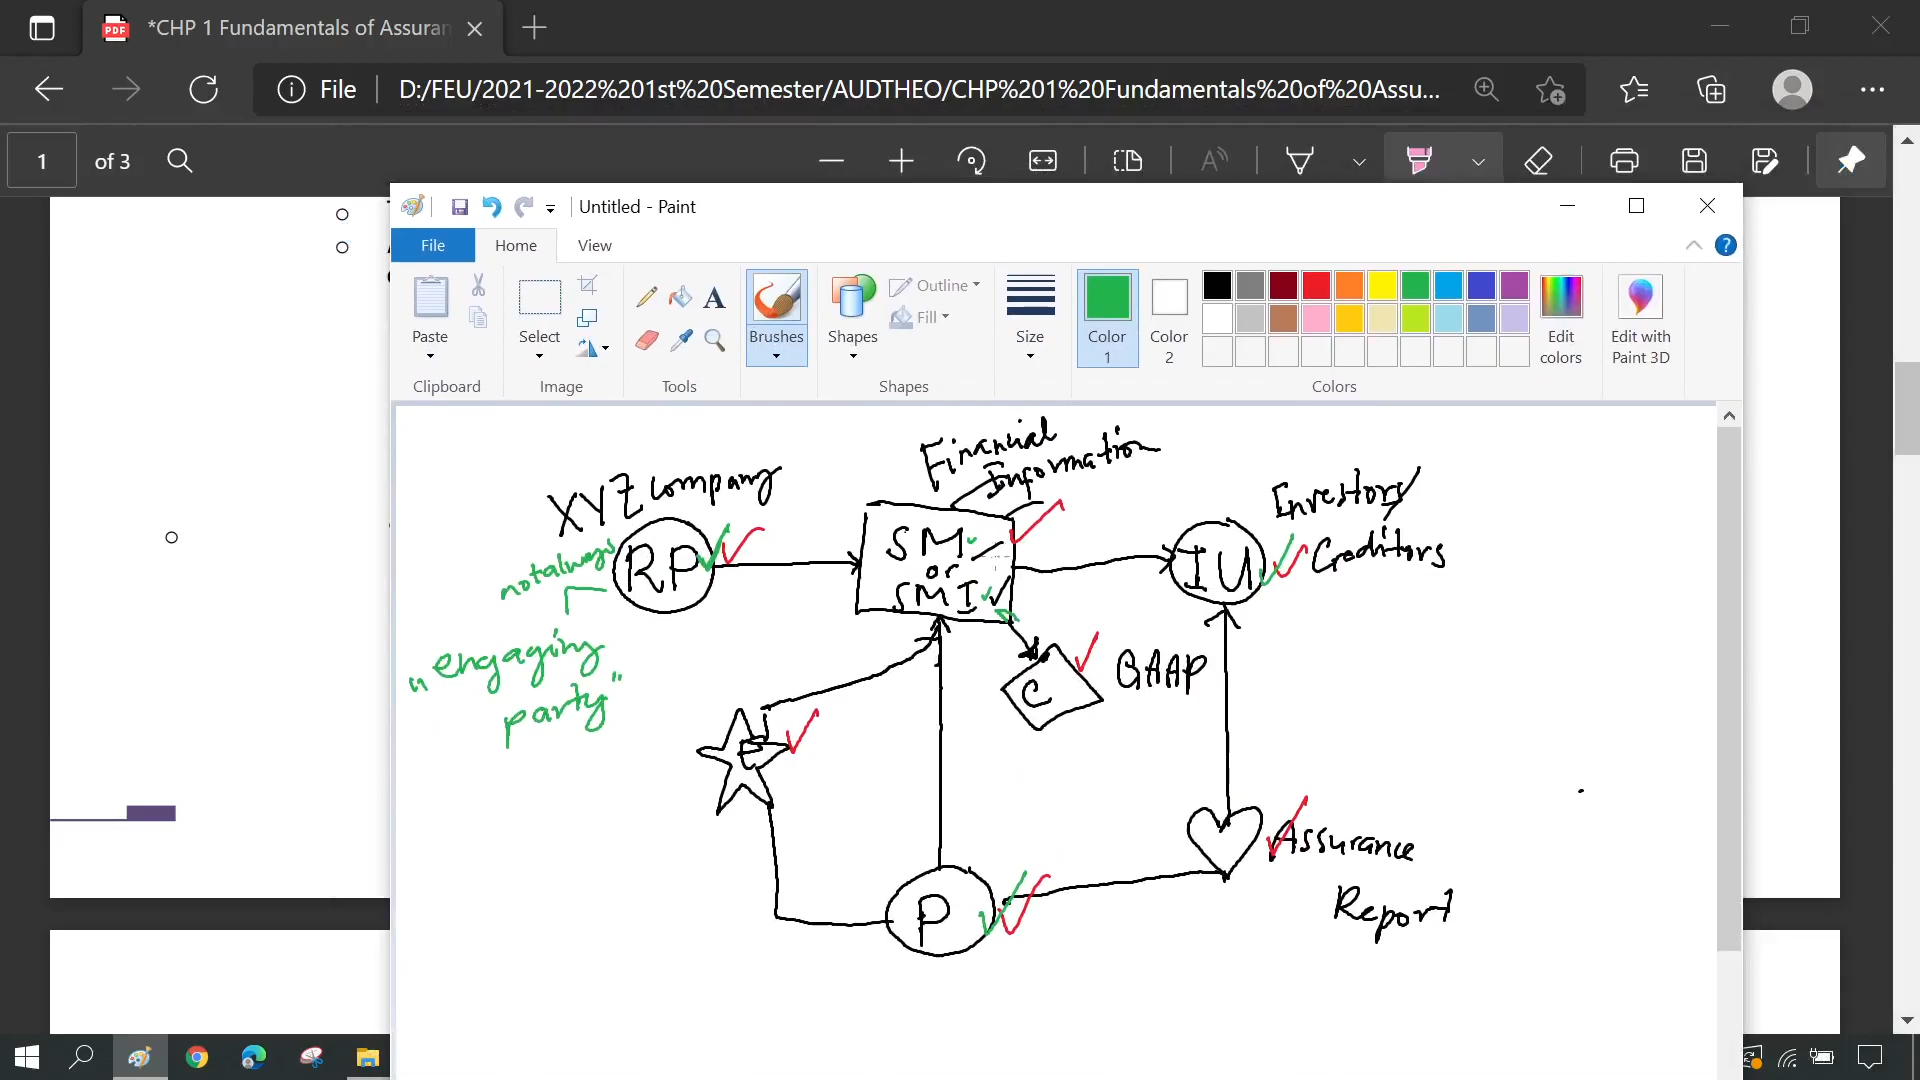 *CHP 1 Fundamentals of Assuran
File
D:/FEU/2021-2022%201st%20Semester/AUDTHEO/CHP%201%20Fundamentals%20of%20Assu...
1 of 3
Untitled - Paint
File Home View
Paste
Select
Brushes
Shapes
Outline
Fill
Size
Color 1
Color 2
Edit colors
Edit with Paint 3D
Clipboard
Image
Tools
Shapes
Colors
Financial
Information
XYZ company
Investors
Creditors
RP
SM
or
SMI
IU
not always
"engaging
party"
C
GAAP
E
Assurance
Report
P